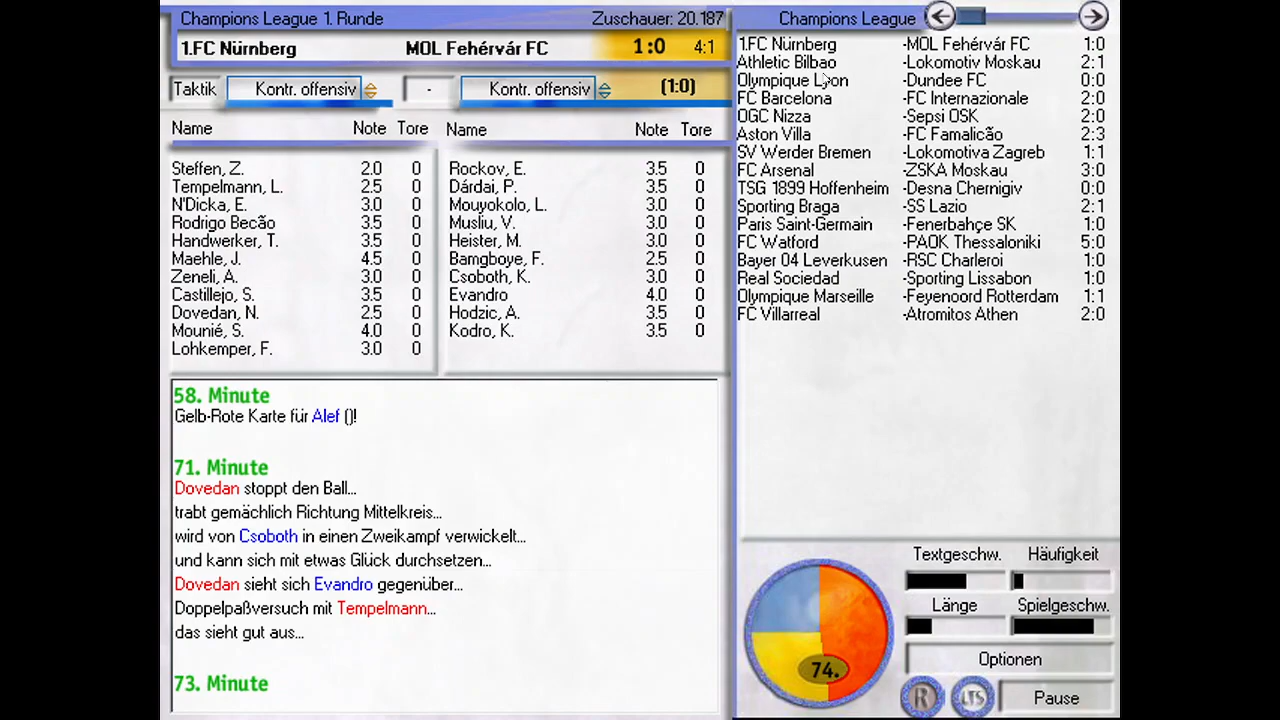 Champions League 1. Runde Zuschauer: 20.187
1.FC Nürnberg MOL Fehérvár FC 1:0 4:1
Taktik Kontr. offensiv - Kontr. offensiv (1:0)
Name Note Tore Name Note Tore
Steffen, Z. 2.0 0 Rockov, E. 3.5 0
Tempelmann, L. 2.5 0 Dárdai, P. 3.5 0
N'Dicka, E. 3.0 0 Mouyokolo, L. 3.0 0
Rodrigo Becão 3.5 0 Musliu, V. 3.0 0
Handwerker, T. 3.5 0 Heister, M. 3.0 0
Maehle, J. 4.5 0 Bamgboye, F. 2.5 0
Zeneli, A. 3.0 0 Csoboth, K. 3.0 0
Castillejo, S. 3.5 0 Evandro 4.0 0
Dovedan, N. 2.5 0 Hodzic, A. 3.5 0
Mounié, S. 4.0 0 Kodro, K. 3.5 0
Lohkemper, F. 3.0 0
58. Minute
Gelb-Rote Karte für Alef ()!
71. Minute
Dovedan stoppt den Ball...
trabt gemächlich Richtung Mittelkreis...
wird von Csoboth in einen Zweikampf verwickelt...
und kann sich mit etwas Glück durchsetzen...
Dovedan sieht sich Evandro gegenüber...
Doppelpaßversuch mit Tempelmann...
das sieht gut aus...
73. Minute
Champions League
1.FC Nürnberg -MOL Fehérvár FC 1:0
Athletic Bilbao -Lokomotiv Moskau 2:1
Olympique Lyon -Dundee FC 0:0
FC Barcelona -FC Internazionale 2:0
OGC Nizza -Sepsi OSK 2:0
Aston Villa -FC Famalicão 2:3
SV Werder Bremen -Lokomotiva Zagreb 1:1
FC Arsenal -ZSKA Moskau 3:0
TSG 1899 Hoffenheim -Desna Chernigiv 0:0
Sporting Braga -SS Lazio 2:1
Paris Saint-Germain -Fenerbahçe SK 1:0
FC Watford -PAOK Thessaloniki 5:0
Bayer 04 Leverkusen -RSC Charleroi 1:0
Real Sociedad -Sporting Lissabon 1:0
Olympique Marseille -Feyenoord Rotterdam 1:1
FC Villarreal -Atromitos Athen 2:0
Textgeschw. Häufigkeit
Länge Spielgeschw.
Optionen
74. R LTS Pause